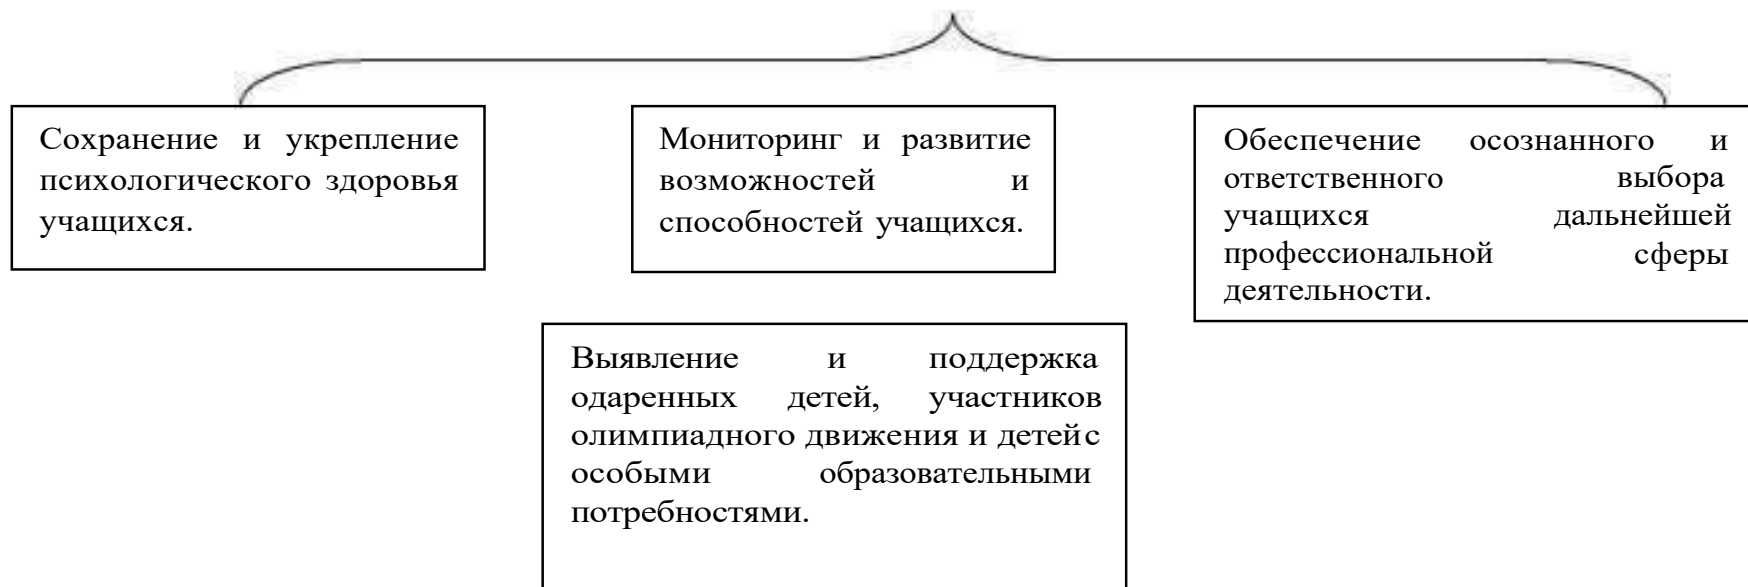 Сохранение и укрепление
психологического здоровья
учащихся.
Мониторинг и развитие
возможностей и
способностей учащихся.
Обеспечение осознанного и
ответственного выбора
учащихся дальнейшей
профессиональной сферы
деятельности.
Выявление и поддержка
одаренных детей, участников
олимпиадного движения и детей с
особыми образовательными
потребностями.